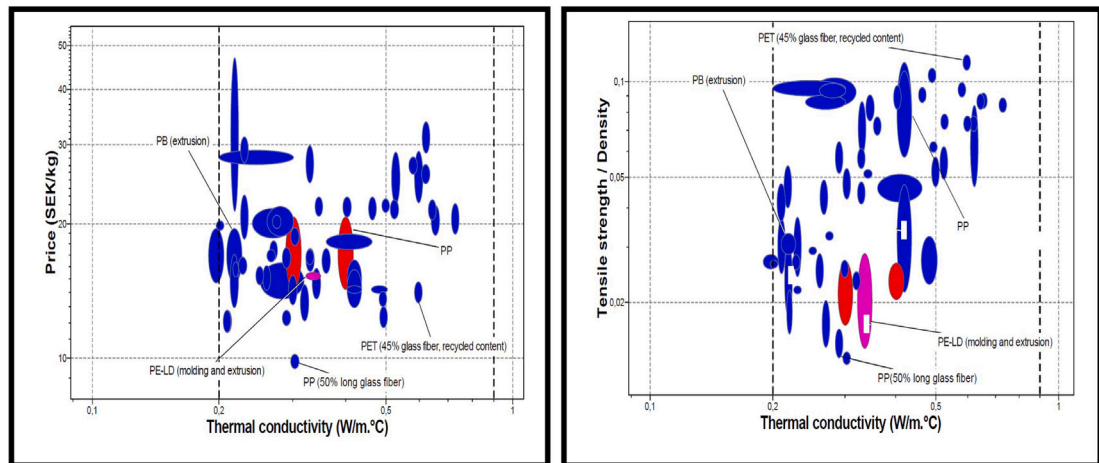 50
40
30
20
10
Price (SEK/kg)
PB (extrusion)
PP
PET (45% glass fiber, recycled content)
PE-LD (molding and extrusion)
PP (50% long glass fiber)
0,1
0,2
0,5
1
Thermal conductivity (W/m.°C)
PET (45% glass fiber, recycled content)
0,1
PB (extrusion)
0,05
0,02
Tensile strength / Density
PP
PE-LD (molding and extrusion)
PP(50% long glass fiber)
0,1
0,2
0,5
1
Thermal conductivity (W/m.°C)